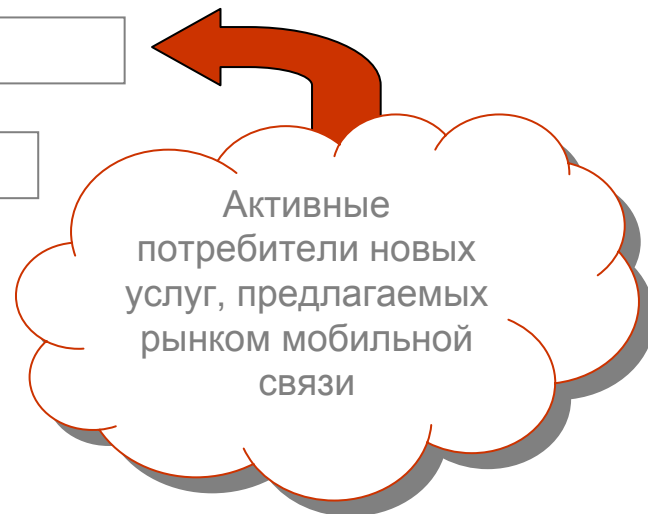 Активные
потребители новых
услуг, предлагаемых
рынком мобильной
связи